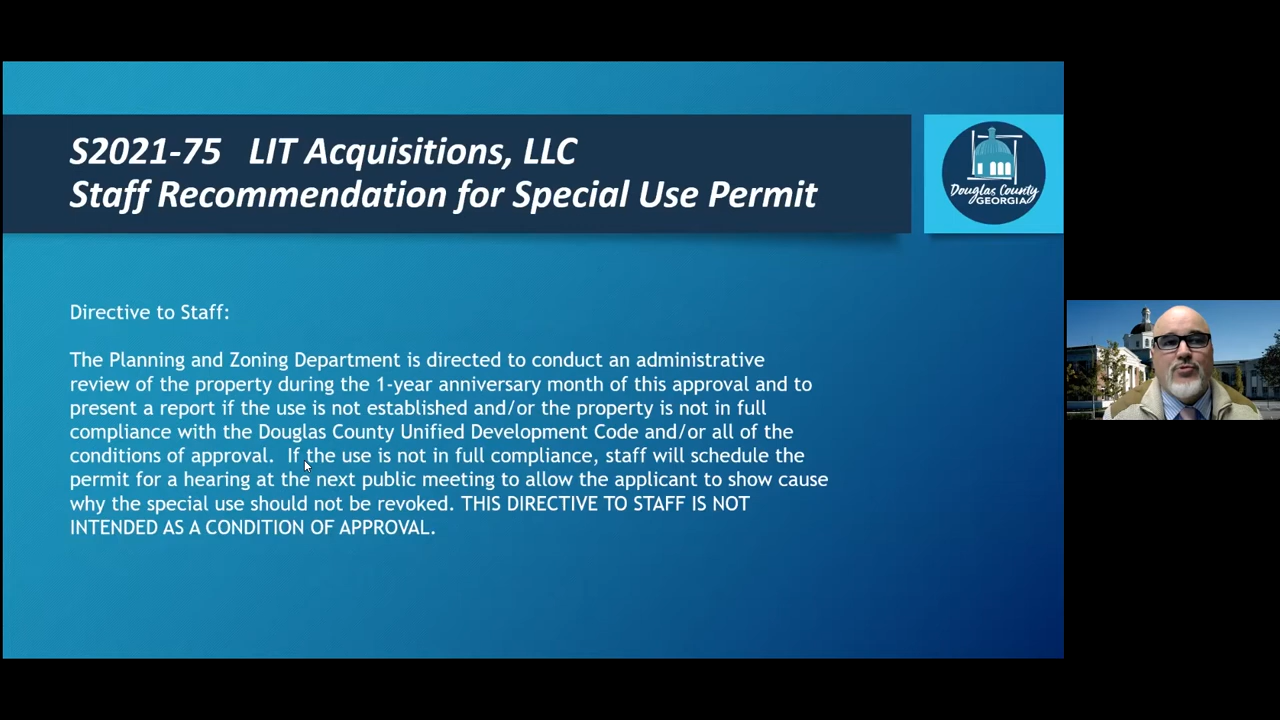 S2021-75 LIT Acquisitions, LLC
Staff Recommendation for Special Use Permit
Douglas County
GEORGIA
Directive to Staff:
The Planning and Zoning Department is directed to conduct an administrative
review of the property during the 1-year anniversary month of this approval and to
present a report if the use is not established and/or the property is not in full
compliance with the Douglas County Unified Development Code and/or all of the
conditions of approval. If the use is not in full compliance, staff will schedule the
permit for a hearing at the next public meeting to allow the applicant to show cause
why the special use should not be revoked. THIS DIRECTIVE TO STAFF IS NOT
INTENDED AS A CONDITION OF APPROVAL.